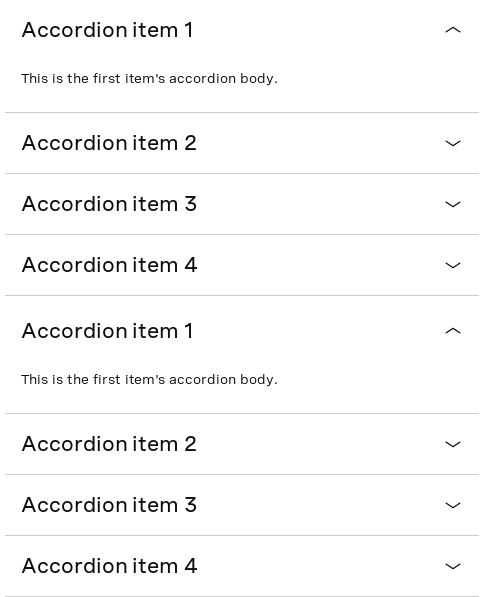 Accordion item 1
This is the first item's accordion body.
Accordion item 2
Accordion item 3
Accordion item 4
Accordion item 1
This is the first item's accordion body.
Accordion item 2
Accordion item 3
Accordion item 4